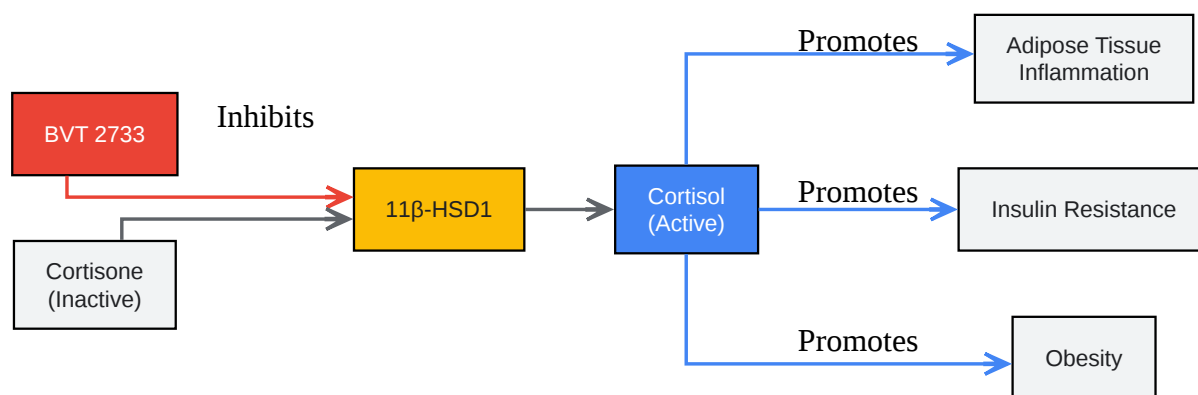 Promotes
Adipose Tissue
Inflammation
BVT 2733
Inhibits
11β-HSD1
Cortisol
(Active)
Promotes
Insulin Resistance
Cortisone
(Inactive)
Promotes
Obesity